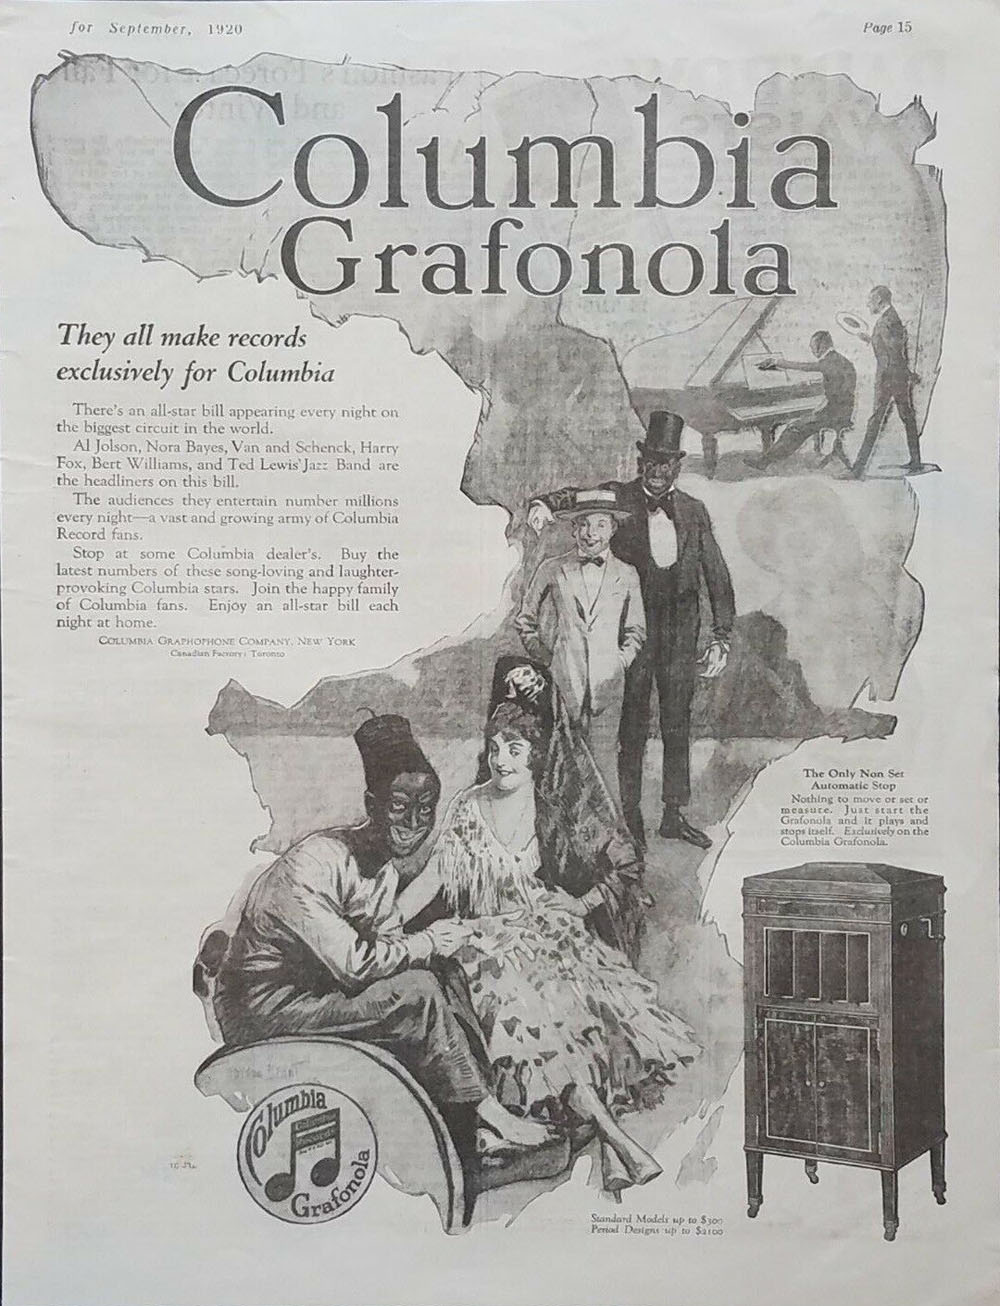 for September, 1920
Page 15
Columbia
Grafonola
They all make records
exclusively for Columbia
There's an all-star bill appearing every night on
the biggest circuit in the world.
Al Jolson, Nora Bayes, Van and Schenck, Harry
Fox, Bert Williams, and Ted Lewis' Jazz Band are
the headliners on this bill.
The audiences they entertain number millions
every night—a vast and growing army of Columbia
Record fans.
Stop at some Columbia dealer's. Buy the
latest numbers of these song-loving and laughter-
provoking Columbia stars. Join the happy family
of Columbia fans. Enjoy an all-star bill each
night at home.
COLUMBIA GRAPHOPHONE COMPANY, NEW YORK
Canadian Factory: Toronto
The Only Non Set
Automatic Stop
Nothing to move or set or
measure. Just start the
Grafonola and it plays and
stops itself. Exclusively on the
Columbia Grafonola.
Columbia
Columbia
Records
Grafonola
Standard Models up to $300
Period Designs up to $2100